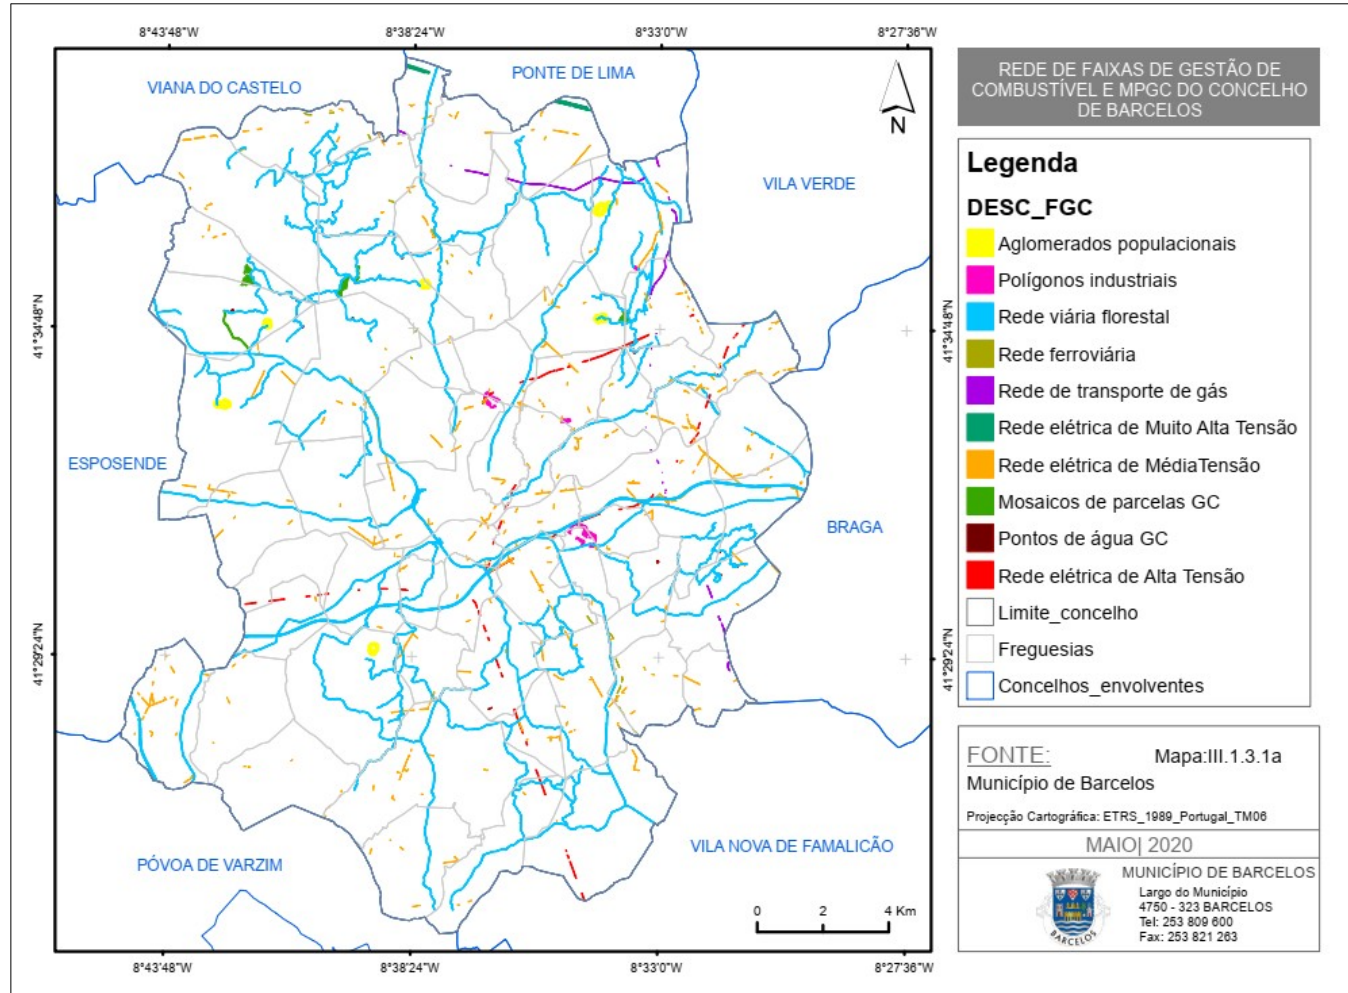 8°43'48"W
8°38'24"W
8°33'0"W
8°27'36"W
VIANA DO CASTELO
PONTE DE LIMA
VILA VERDE
ESPOSENDE
BRAGA
PÓVOA DE VARZIM
VILA NOVA DE FAMALICÃO
N
41°34'48"N
41°34'48"N
41°29'24"N
41°29'24"N
0 2 4 Km
8°43'48"W
8°38'24"W
8°33'0"W
8°27'36"W
REDE DE FAIXAS DE GESTÃO DE
COMBUSTÍVEL E MPGC DO CONCELHO
DE BARCELOS
Legenda
DESC_FGC
Aglomerados populacionais
Polígonos industriais
Rede viária florestal
Rede ferroviária
Rede de transporte de gás
Rede elétrica de Muito Alta Tensão
Rede elétrica de MédiaTensão
Mosaicos de parcelas GC
Pontos de água GC
Rede elétrica de Alta Tensão
Limite_concelho
Freguesias
Concelhos_envolventes
FONTE: Mapa:III.1.3.1a
Município de Barcelos
Projecção Cartográfica: ETRS_1989_Portugal_TM06
MAIO| 2020
MUNICÍPIO DE BARCELOS
Largo do Município
4750 - 323 BARCELOS
Tel: 253 809 600
Fax: 253 821 263
BARCELOS